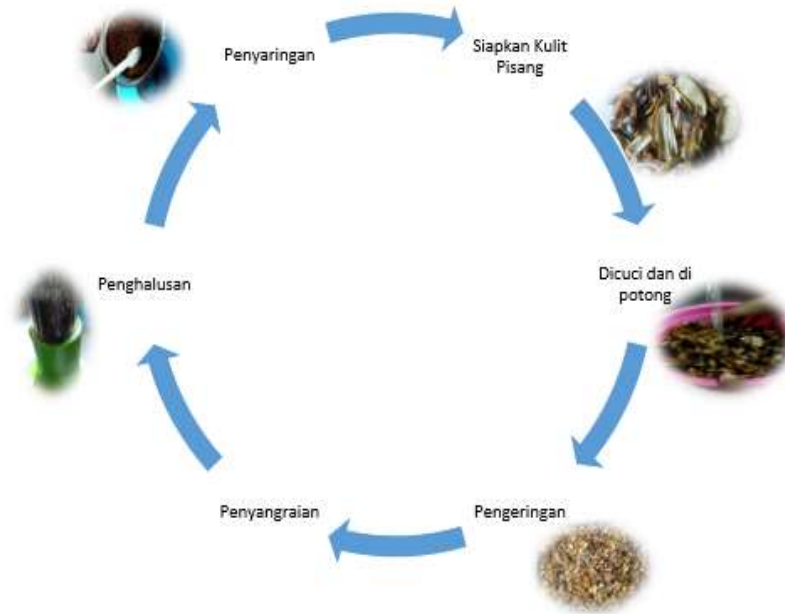 Siapkan Kulit
Pisang
Dicuci dan di
potong
Pengeringan
Penyangraian
Penghalusan
Penyaringan